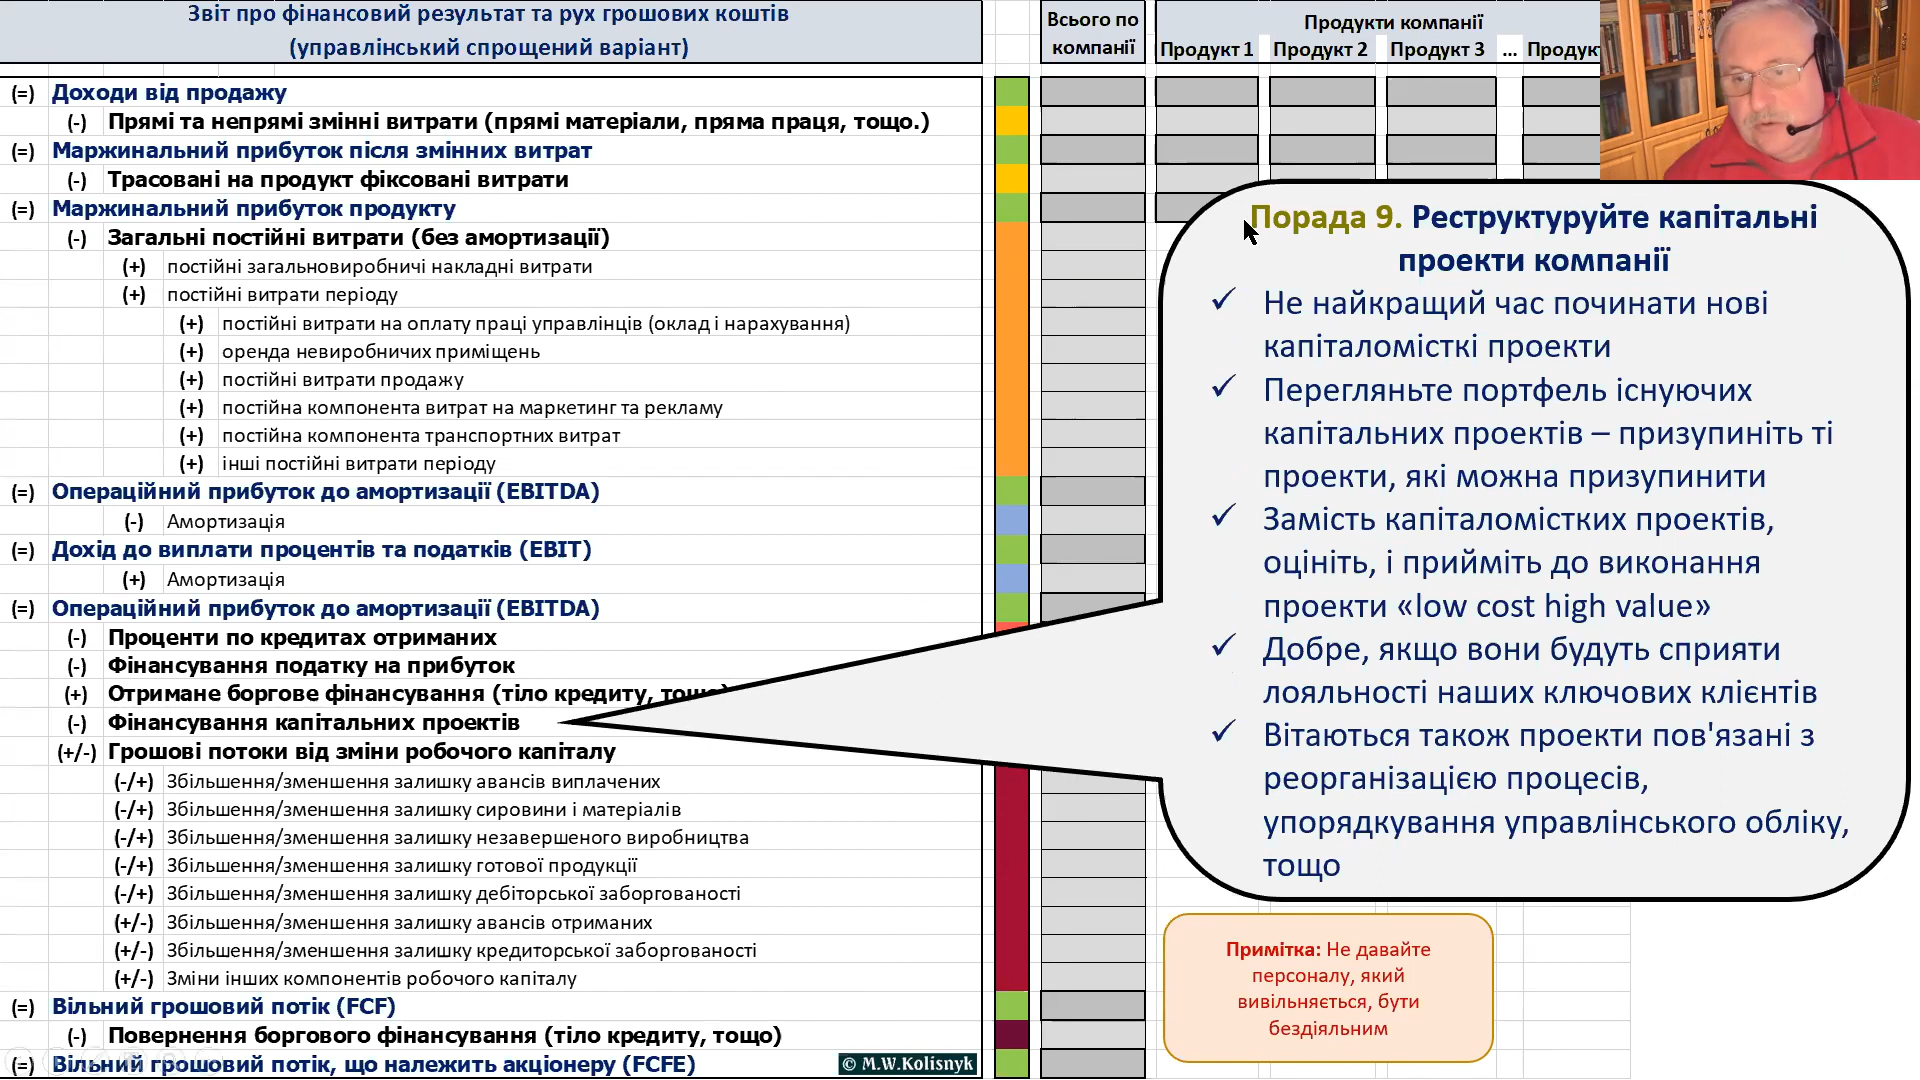 Звіт про фінансовий результат та рух грошових коштів
(управлінський спрощений варіант)
Всього по
компанії
Продукти компанії
Продукт 1 Продукт 2 Продукт 3 ... Продукт
(=) Доходи від продажу
(-) Прямі та непрямі змінні витрати (прямі матеріали, пряма праця, тощо.)
(=) Маржинальний прибуток після змінних витрат
(-) Трасовані на продукт фіксовані витрати
(=) Маржинальний прибуток продукту
(-) Загальні постійні витрати (без амортизації)
(+) постійні загальновиробничі накладні витрати
(+) постійні витрати періоду
(+) постійні витрати на оплату праці управлінців (оклад і нарахування)
(+) оренда невиробничих приміщень
(+) постійні витрати продажу
(+) постійна компонента витрат на маркетинг та рекламу
(+) постійна компонента транспортних витрат
(+) інші постійні витрати періоду
(=) Операційний прибуток до амортизації (EBITDA)
(-) Амортизація
(=) Дохід до виплати процентів та податків (EBIT)
(+) Амортизація
(=) Операційний прибуток до амортизації (EBITDA)
(-) Проценти по кредитах отриманих
(-) Фінансування податку на прибуток
(+) Отримане боргове фінансування (тіло кредиту, тощо)
(-) Фінансування капітальних проектів
(+/-) Грошові потоки від зміни робочого капіталу
(-/+) Збільшення/зменшення залишку авансів виплачених
(-/+) Збільшення/зменшення залишку сировини і матеріалів
(-/+) Збільшення/зменшення залишку незавершеного виробництва
(-/+) Збільшення/зменшення залишку готової продукції
(-/+) Збільшення/зменшення залишку дебіторської заборгованості
(+/-) Збільшення/зменшення залишку авансів отриманих
(+/-) Збільшення/зменшення залишку кредиторської заборгованості
(+/-) Зміни інших компонентів робочого капіталу
(=) Вільний грошовий потік (FCF)
(-) Повернення боргового фінансування (тіло кредиту, тощо)
(=) Вільний грошовий потік, що належить акціонеру (FCFE)
© M.W.Kolisnyk
Порада 9. Реструктуруйте капітальні
проекти компанії
✓ Не найкращий час починати нові
капіталомісткі проекти
✓ Перегляньте портфель існуючих
капітальних проектів – призупиніть ті
проекти, які можна призупинити
✓ Замість капіталомістких проектів,
оцініть, і прийміть до виконання
проекти «low cost high value»
✓ Добре, якщо вони будуть сприяти
лояльності наших ключових клієнтів
✓ Вітаються також проекти пов'язані з
реорганізацією процесів,
упорядкування управлінського обліку,
тощо
Примітка: Не давайте
персоналу, який
вивільняється, бути
бездіяльним